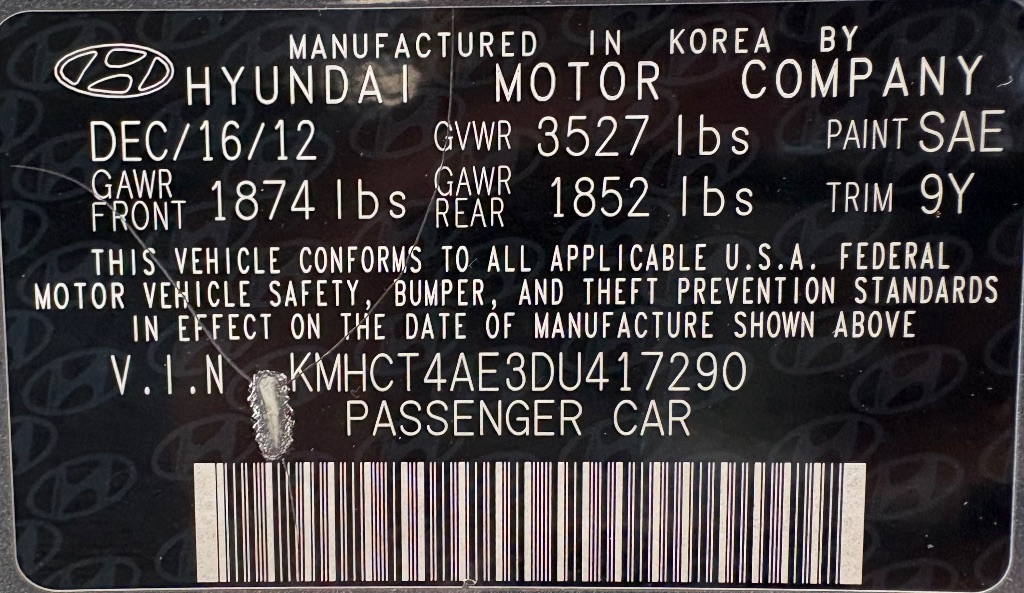 MANUFACTURED IN KOREA BY
HYUNDAI MOTOR COMPANY
DEC/16/12 GVWR 3527 lbs PAINT SAE
GAWR FRONT 1874 lbs GAWR REAR 1852 lbs TRIM 9Y
THIS VEHICLE CONFORMS TO ALL APPLICABLE U.S.A. FEDERAL
MOTOR VEHICLE SAFETY, BUMPER, AND THEFT PREVENTION STANDARDS
IN EFFECT ON THE DATE OF MANUFACTURE SHOWN ABOVE
V.I.N KMHCT4AE3DU417290
PASSENGER CAR